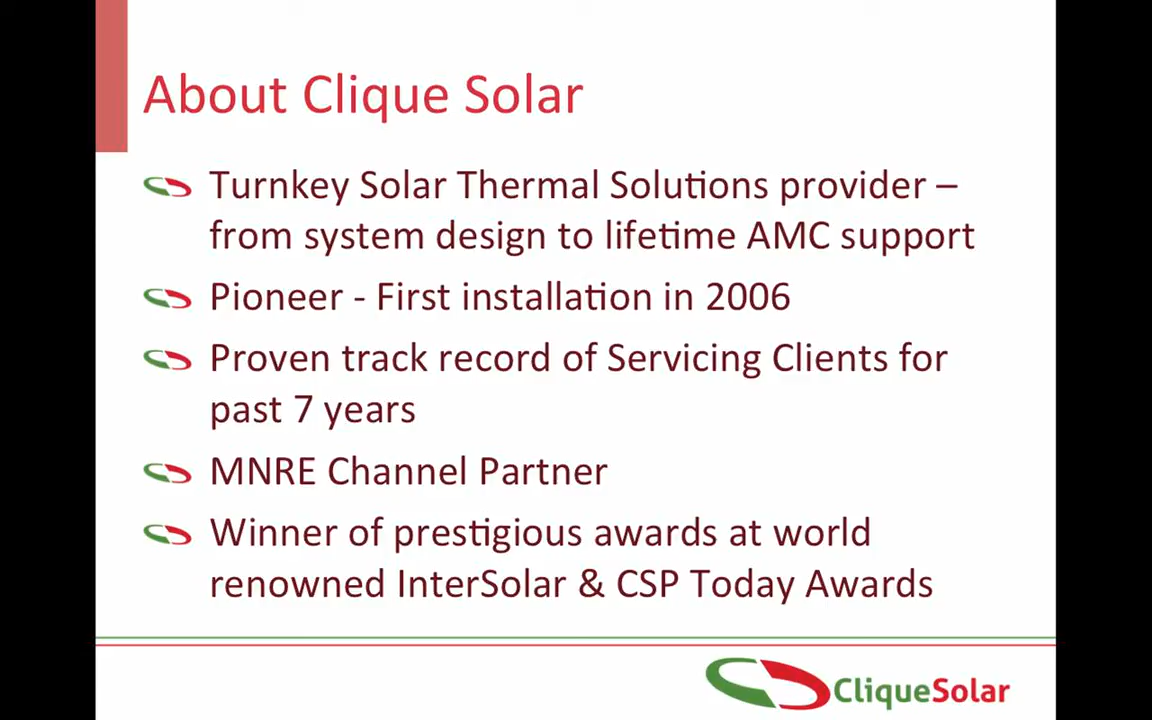 About Clique Solar
Turnkey Solar Thermal Solutions provider –
from system design to lifetime AMC support
Pioneer - First installation in 2006
Proven track record of Servicing Clients for
past 7 years
MNRE Channel Partner
Winner of prestigious awards at world
renowned InterSolar & CSP Today Awards
CliqueSolar